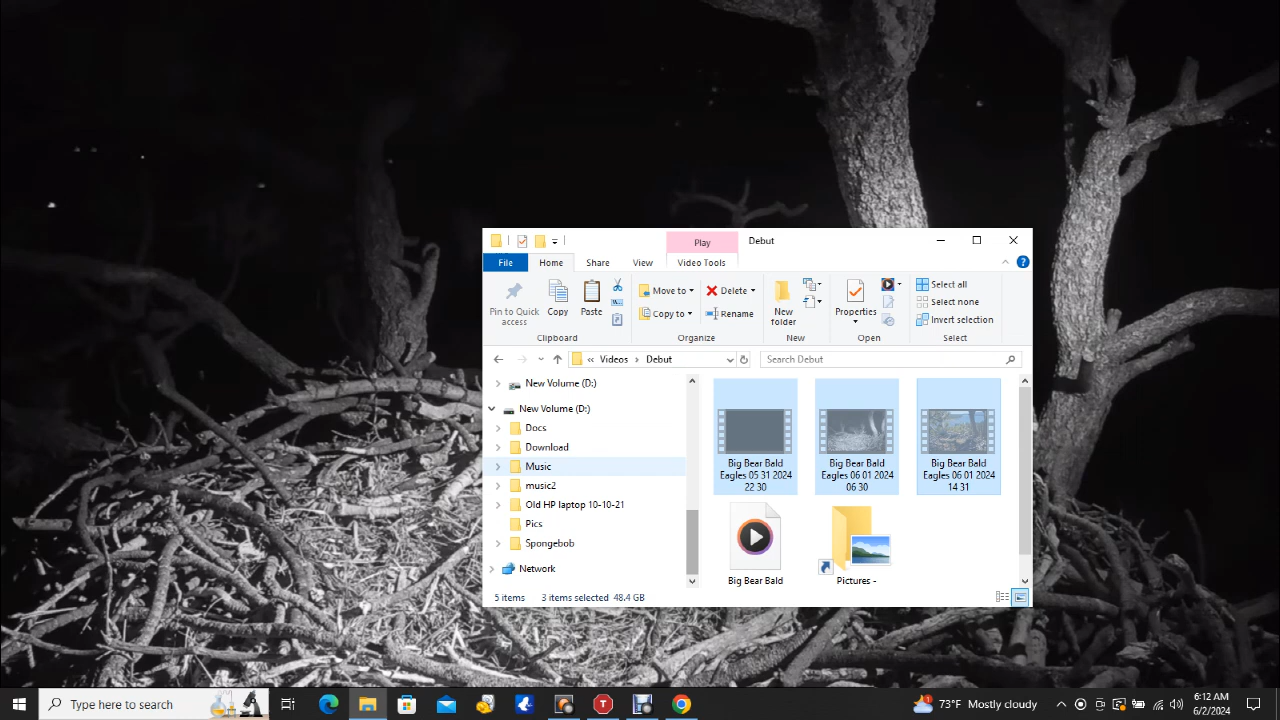 Play
Debut
File
Home
Share
View
Video Tools
Pin to Quick
access
Copy
Paste
Move to
Copy to
Delete
Rename
New
folder
Properties
Select all
Select none
Invert selection
Clipboard
Organize
New
Open
Select
« Videos > Debut
Search Debut
New Volume (D:)
New Volume (D:)
Docs
Download
Music
music2
Old HP laptop 10-10-21
Pics
Spongebob
Network
Big Bear Bald
Eagles 05 31 2024
22 30
Big Bear Bald
Eagles 06 01 2024
06 30
Big Bear Bald
Eagles 06 01 2024
14 31
Big Bear Bald
Pictures -
5 items
3 items selected 48.4 GB
Type here to search
73°F Mostly cloudy
6:12 AM
6/2/2024